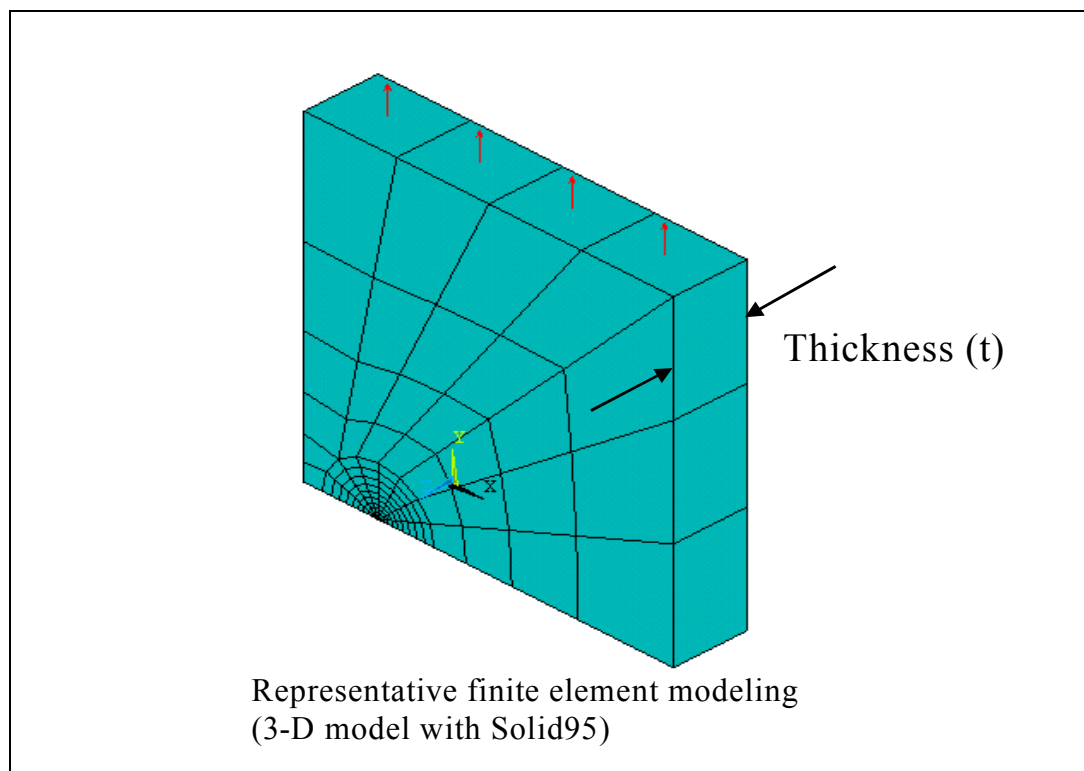 Y
X
Thickness (t)
Representative finite element modeling
(3-D model with Solid95)